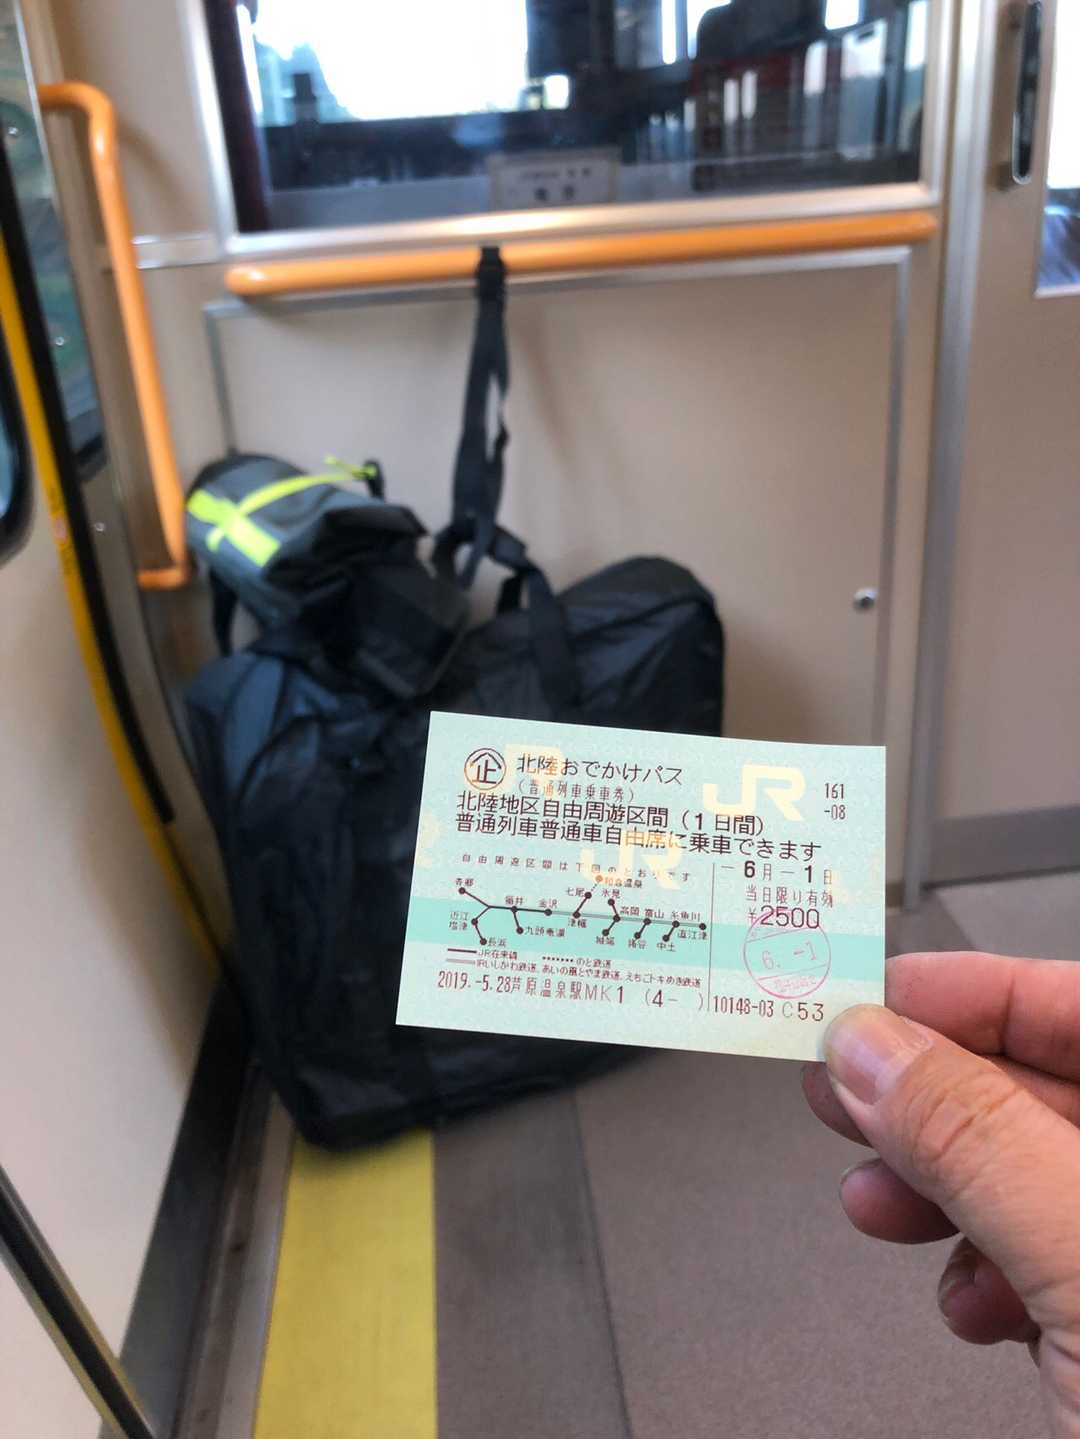 企 北陸おでかけパス
(普通列車乗車券)
北陸地区自由周遊区間(1日間)
普通列車普通車自由席に乗車できます
161
-08
JR
JR
JR
-6月-1日
当日限り有効
¥2500
自由周遊区間は下図のとおりです
和倉温泉
七尾 氷見
福井 金沢
津幡
高岡 富山 糸魚川
近江塩津
長浜
九頭竜湖
城端 猪谷 中土
直江津
JR在来線
のと鉄道
IRいしかわ鉄道、あいの風とやま鉄道、えちごトキめき鉄道
2019.-5.28芦原温泉駅MK1 (4- ) 10148-03 C53
6.-1